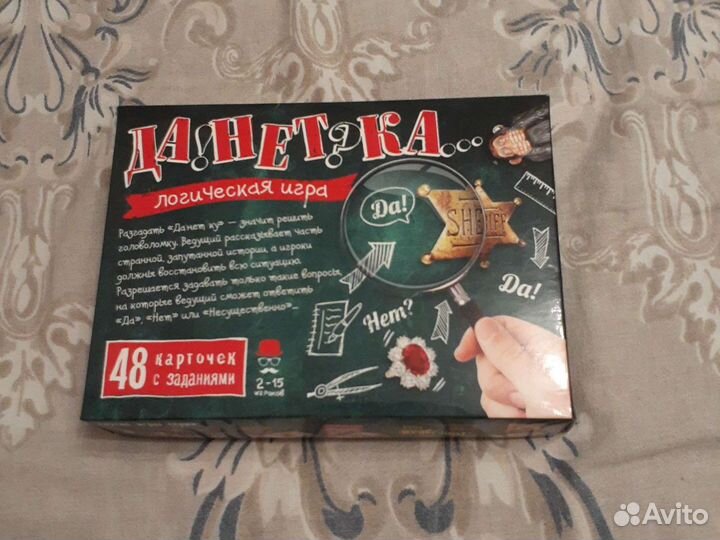 ДА!НЕТ?КА...
логическая игра
Разгадать «Данет ку» — значит решить
головоломку. Ведущий рассказывает часть
странной, запутанной истории, а игроки
должны восстановить всю ситуацию.
Разрешается задавать только такие вопросы,
на которые ведущий сможет ответить
«Да», «Нет» или «Несущественно»
Да!
SHERIFF
Да!
Нет?
48 карточек
с заданиями
2-15
игроков
Avito